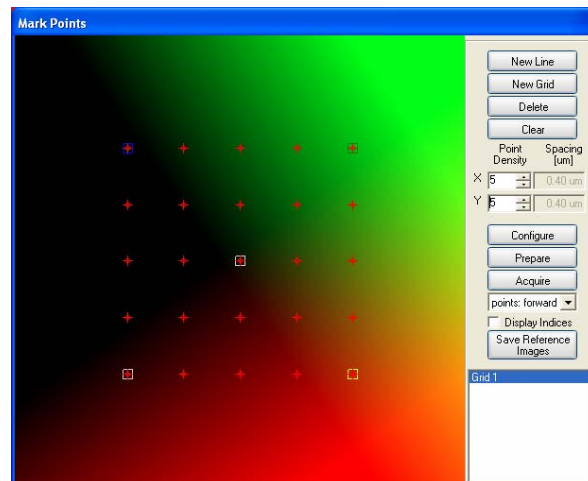 Mark Points
New Line
New Grid
Delete
Clear
Point Spacing
Density [um]
X 5 0.40 um
Y 5 0.40 um
Configure
Prepare
Acquire
points: forward
Display Indices
Save Reference
Images
Grid 1